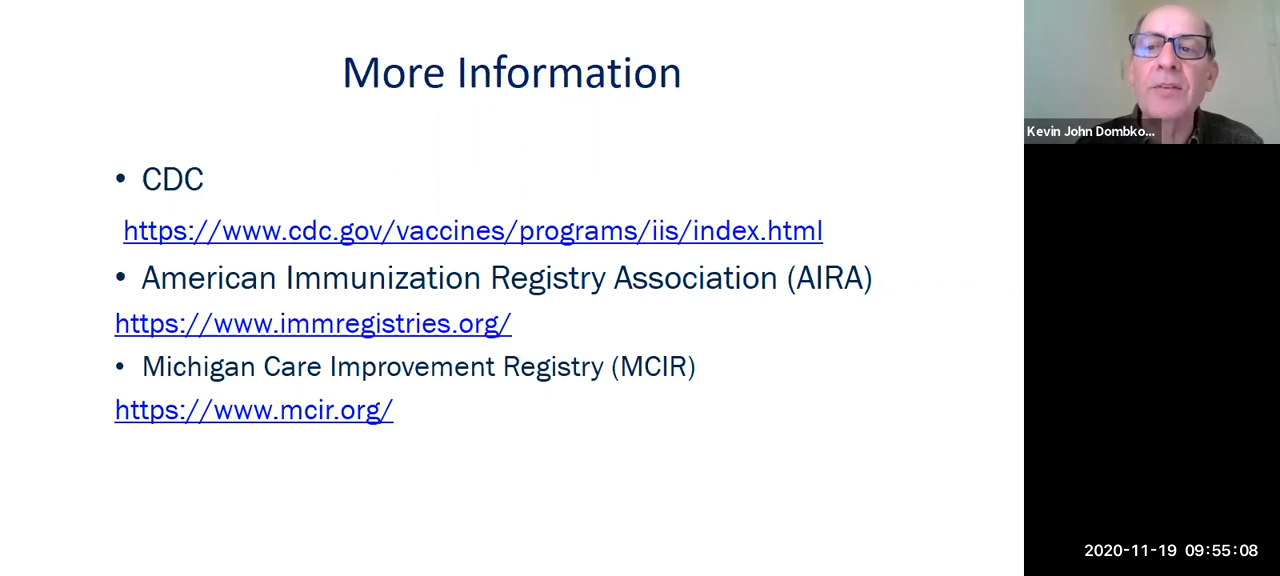 More Information
• CDC
https://www.cdc.gov/vaccines/programs/iis/index.html
• American Immunization Registry Association (AIRA)
https://www.immregistries.org/
• Michigan Care Improvement Registry (MCIR)
https://www.mcir.org/
Kevin John Dombko...
2020-11-19 09:55:08